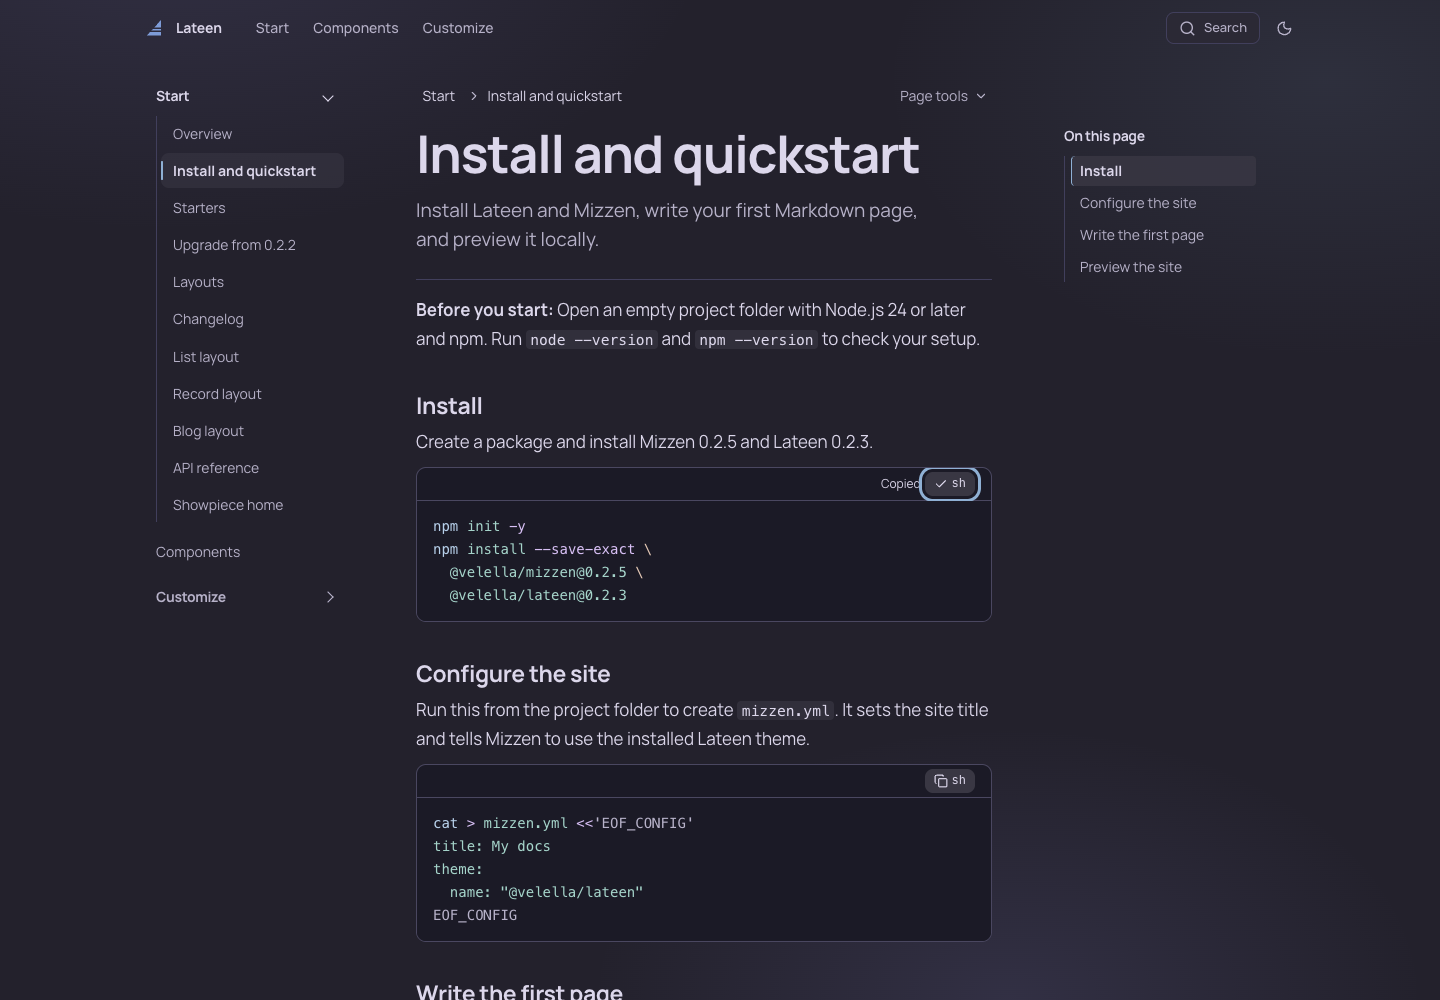 Lateen
Start
Components
Customize
Search
Start
Overview
Install and quickstart
Starters
Upgrade from 0.2.2
Layouts
Changelog
List layout
Record layout
Blog layout
API reference
Showpiece home
Components
Customize
Start
Install and quickstart
Page tools
Install and quickstart
Install Lateen and Mizzen, write your first Markdown page,
and preview it locally.
Before you start: Open an empty project folder with Node.js 24 or later
and npm. Run node --version and npm --version to check your setup.
Install
Create a package and install Mizzen 0.2.5 and Lateen 0.2.3.
Copied
sh
npm init -y
npm install --save-exact \
  @velella/mizzen@0.2.5 \
  @velella/lateen@0.2.3
Configure the site
Run this from the project folder to create mizzen.yml. It sets the site title
and tells Mizzen to use the installed Lateen theme.
sh
cat > mizzen.yml <<'EOF_CONFIG'
title: My docs
theme:
  name: "@velella/lateen"
EOF_CONFIG
Write the first page
On this page
Install
Configure the site
Write the first page
Preview the site